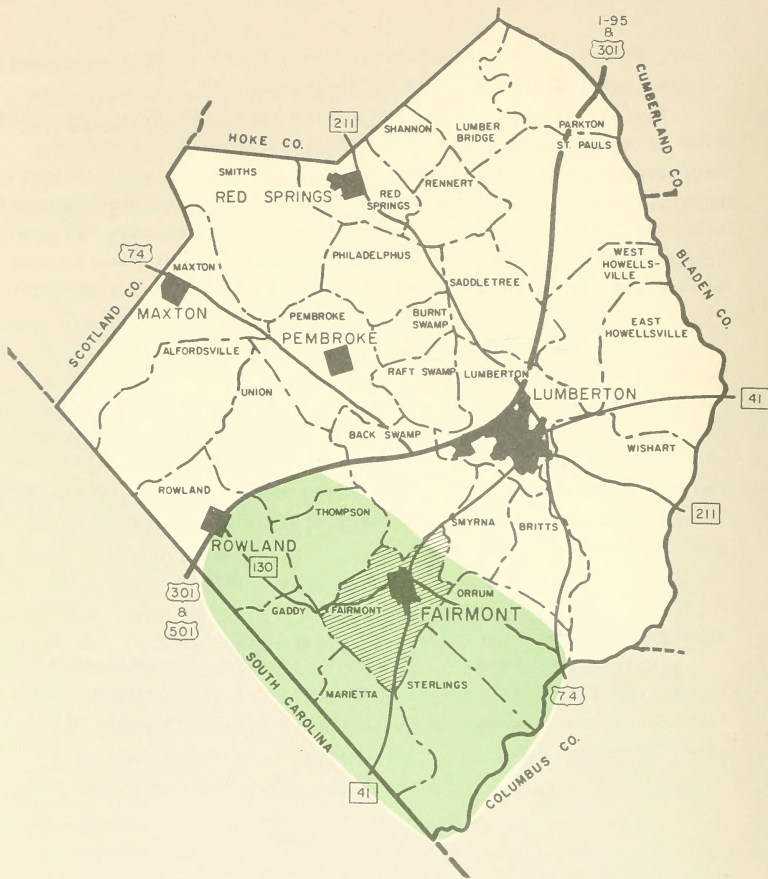 I-95
&
301
CUMBERLAND CO.
211
HOKE CO.
SHANNON
LUMBER
BRIDGE
PARKTON
ST. PAULS
SMITHS
RED SPRINGS
RED
SPRINGS
RENNERT
74
MAXTON
PHILADELPHUS
WEST
HOWELLS-
VILLE
BLADEN CO.
SADDLETREE
SCOTLAND CO.
MAXTON
PEMBROKE
BURNT
SWAMP
EAST
HOWELLSVILLE
PEMBROKE
ALFORDSVILLE
RAFT SWAMP
LUMBERTON
UNION
LUMBERTON
41
BACK SWAMP
WISHART
ROWLAND
THOMPSON
SMYRNA
BRITTS
211
ROWLAND
130
ORRUM
301
&
501
GADDY
FAIRMONT
FAIRMONT
SOUTH CAROLINA
MARIETTA
STERLINGS
74
41
COLUMBUS CO.